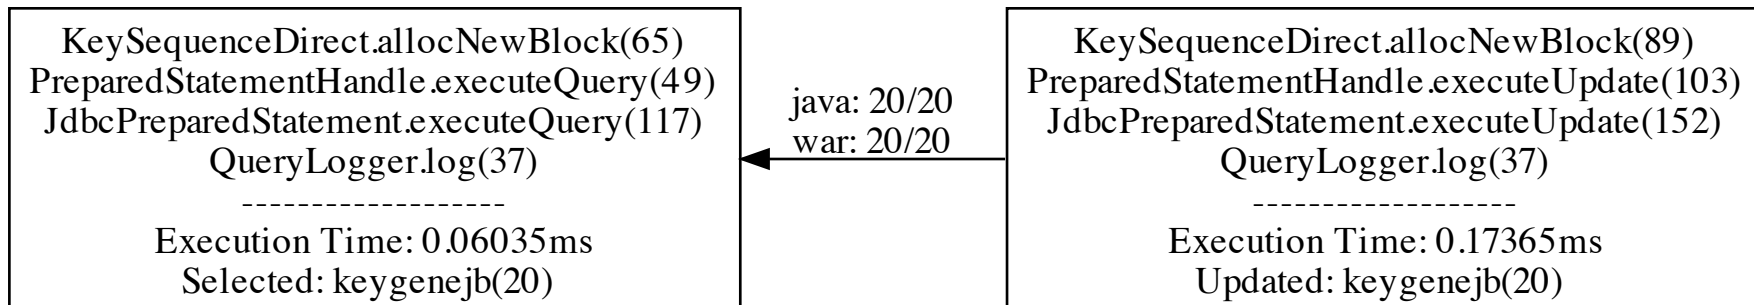 KeySequenceDirect.allocNewBlock(65)
PreparedStatementHandle.executeQuery(49)
JdbcPreparedStatement.executeQuery(117)
QueryLogger.log(37)
-------------------
Execution Time: 0.06035ms
Selected: keygenejb(20)
java: 20/20
war: 20/20
KeySequenceDirect.allocNewBlock(89)
PreparedStatementHandle.executeUpdate(103)
JdbcPreparedStatement.executeUpdate(152)
QueryLogger.log(37)
-------------------
Execution Time: 0.17365ms
Updated: keygenejb(20)